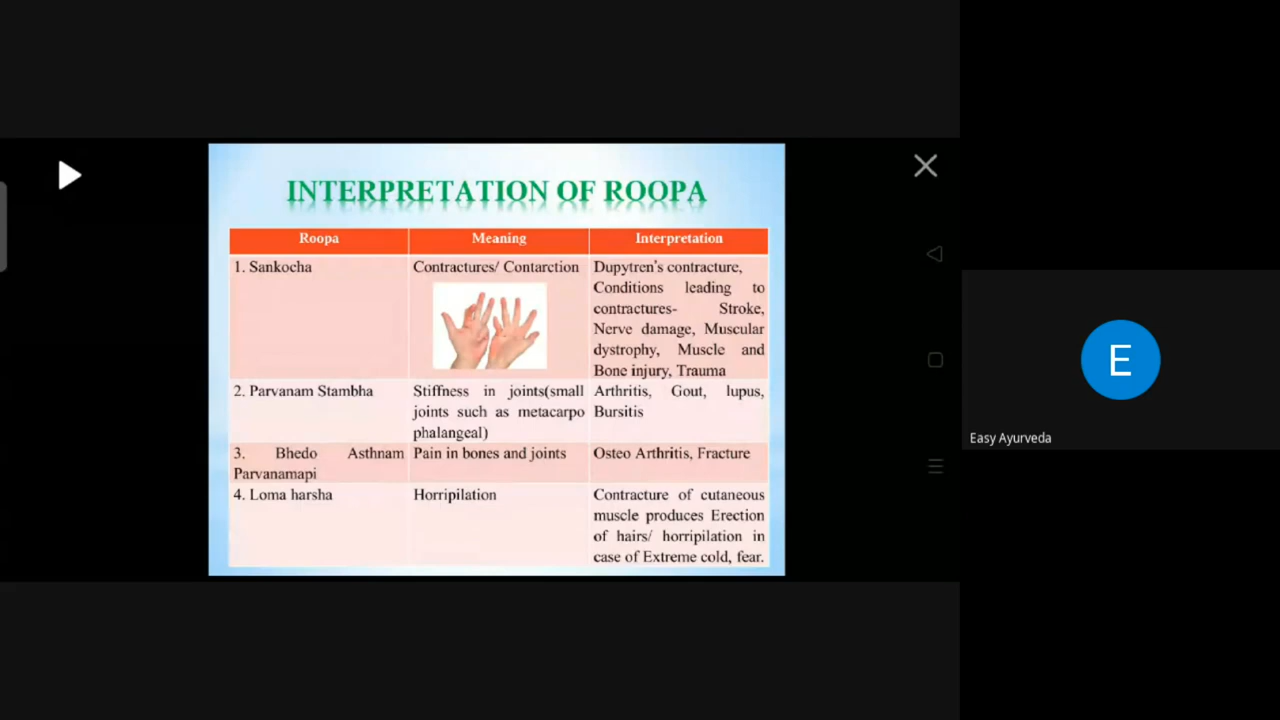 INTERPRETATION OF ROOPA
Roopa
Meaning
Interpretation
1. Sankocha
Contractures/ Contarction
Dupytren's contracture,
Conditions leading to
contractures- Stroke,
Nerve damage, Muscular
dystrophy, Muscle and
Bone injury, Trauma
2. Parvanam Stambha
Stiffness in joints(small
joints such as metacarpo
phalangeal)
Arthritis, Gout, lupus,
Bursitis
3. Bhedo Asthnam
Parvanamapi
Pain in bones and joints
Osteo Arthritis, Fracture
4. Loma harsha
Horripilation
Contracture of cutaneous
muscle produces Erection
of hairs/ horripilation in
case of Extreme cold, fear.
E
Easy Ayurveda